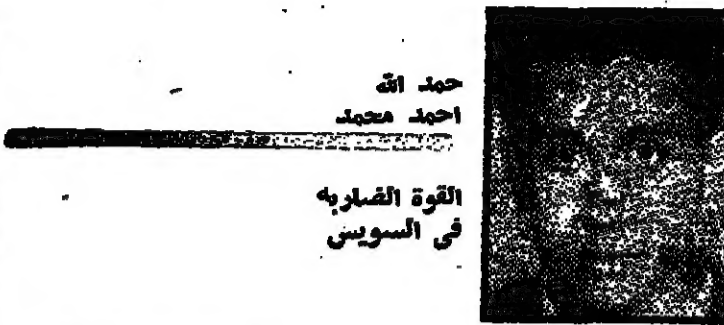 حمد الله
احمد محمد
القوة الضاربه
فى السويس